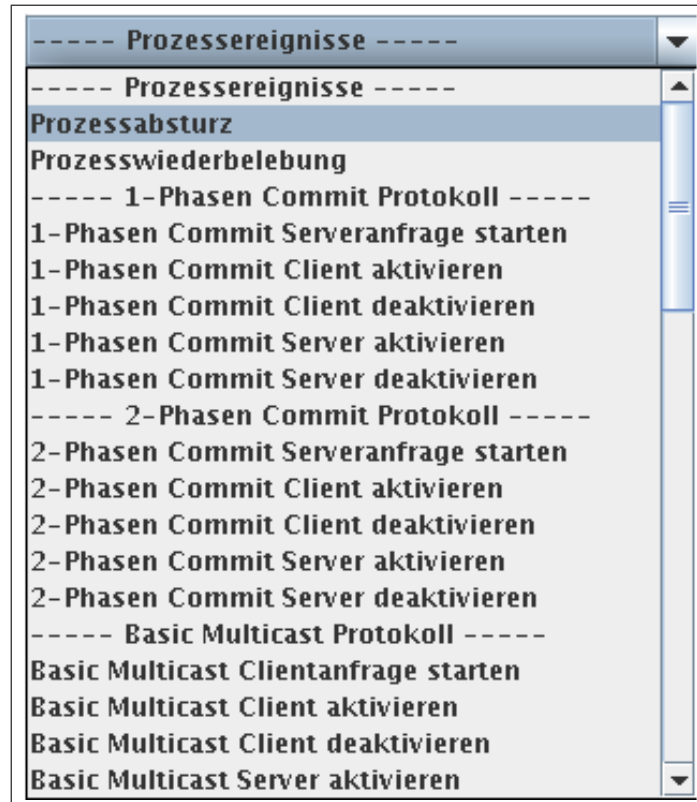 ----- Prozessereignisse -----
----- Prozessereignisse -----
Prozessabsturz
Prozesswiederbelebung
----- 1-Phasen Commit Protokoll -----
1-Phasen Commit Serveranfrage starten
1-Phasen Commit Client aktivieren
1-Phasen Commit Client deaktivieren
1-Phasen Commit Server aktivieren
1-Phasen Commit Server deaktivieren
----- 2-Phasen Commit Protokoll -----
2-Phasen Commit Serveranfrage starten
2-Phasen Commit Client aktivieren
2-Phasen Commit Client deaktivieren
2-Phasen Commit Server aktivieren
2-Phasen Commit Server deaktivieren
----- Basic Multicast Protokoll -----
Basic Multicast Clientanfrage starten
Basic Multicast Client aktivieren
Basic Multicast Client deaktivieren
Basic Multicast Server aktivieren